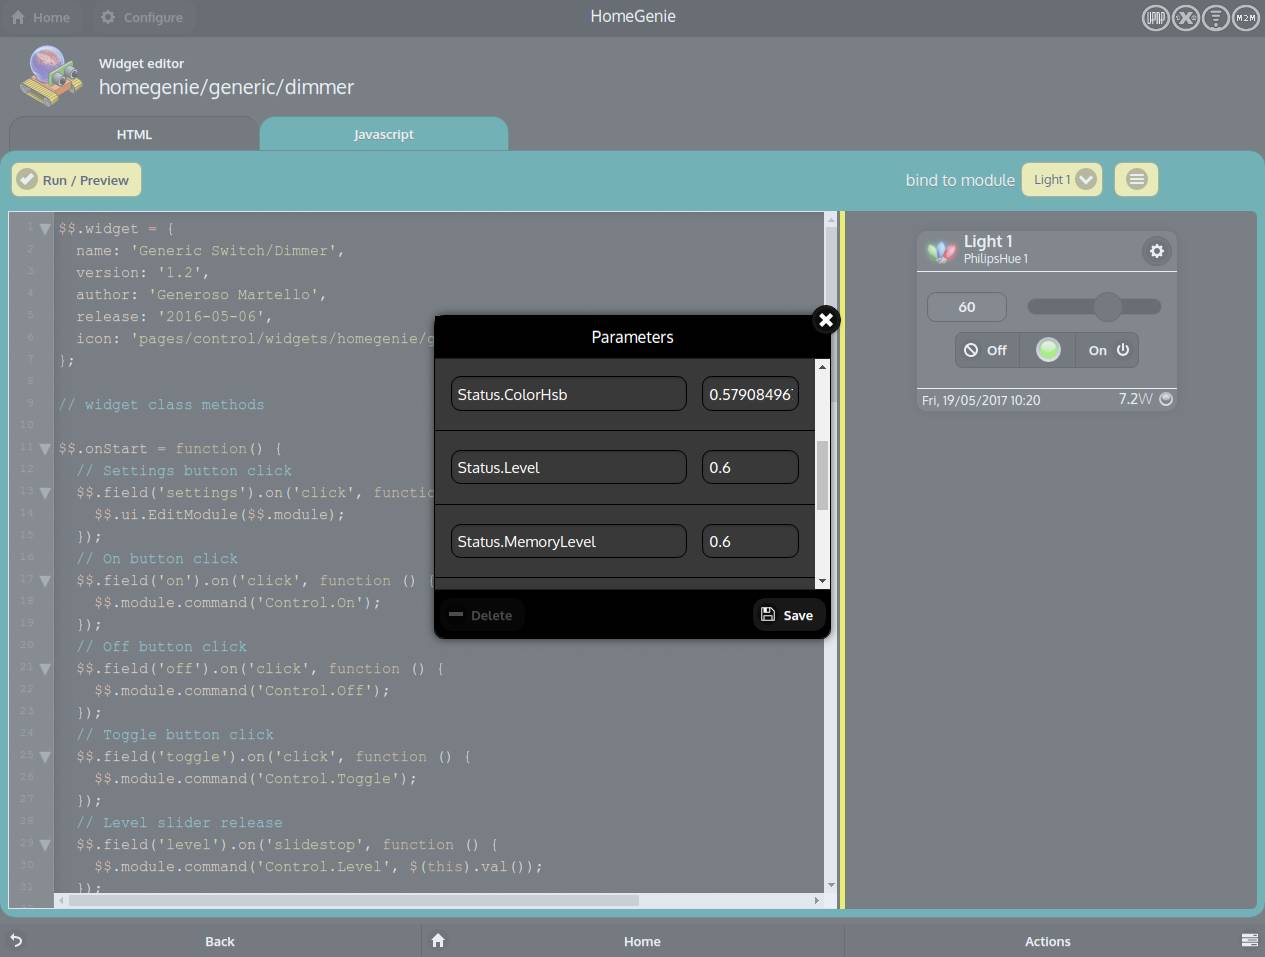 Home
Configure
HomeGenie
UPNP
X
M2M
Widget editor
homegenie/generic/dimmer
HTML
Javascript
Run / Preview
bind to module
Light 1
1 $$.widget = {
2 name: 'Generic Switch/Dimmer',
3 version: '1.2',
4 author: 'Generoso Martello',
5 release: '2016-05-06',
6 icon: 'pages/control/widgets/homegenie/g
7 };
8
9 // widget class methods
10
11 $$.onStart = function() {
12 // Settings button click
13 $$.field('settings').on('click', functio
14 $$.ui.EditModule($$.module);
15 });
16 // On button click
17 $$.field('on').on('click', function () {
18 $$.module.command('Control.On');
19 });
20 // Off button click
21 $$.field('off').on('click', function () {
22 $$.module.command('Control.Off');
23 });
24 // Toggle button click
25 $$.field('toggle').on('click', function () {
26 $$.module.command('Control.Toggle');
27 });
28 // Level slider release
29 $$.field('level').on('slidestop', function () {
30 $$.module.command('Control.Level', $(this).val());
31 });
Parameters
Status.ColorHsb
0.57908496
Status.Level
0.6
Status.MemoryLevel
0.6
Delete
Save
Light 1
PhilipsHue 1
60
Off
On
Fri, 19/05/2017 10:20
7.2W
Back
Home
Actions